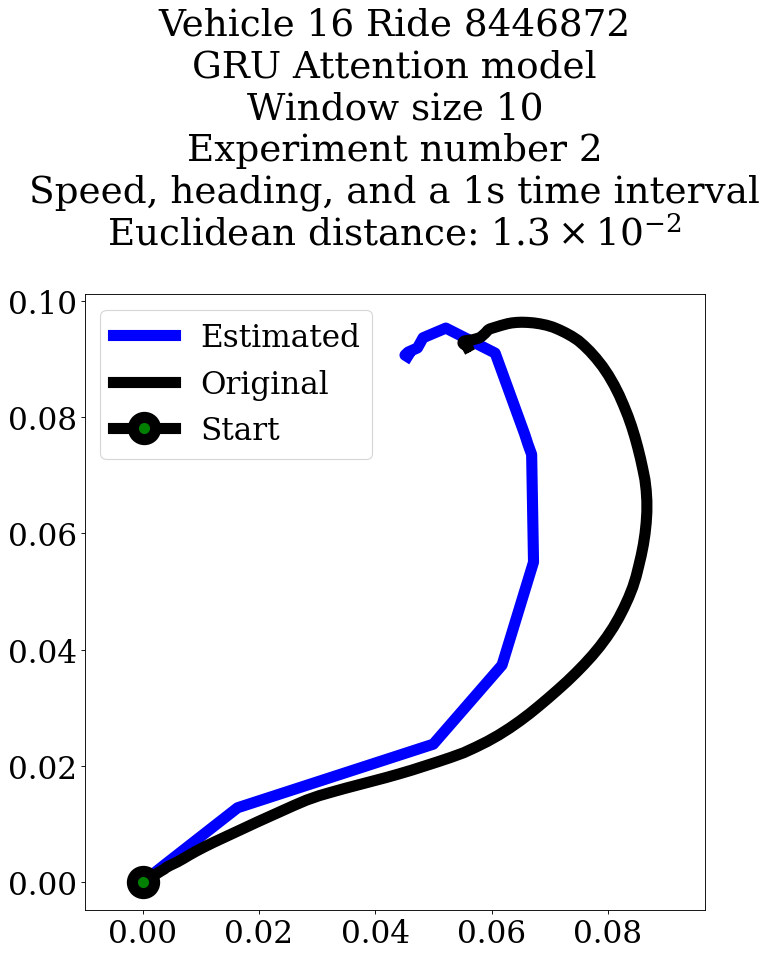 Vehicle 16 Ride 8446872
GRU Attention model
Window size 10
Experiment number 2
Speed, heading, and a 1s time interval
Euclidean distance: 1.3 × 10⁻²
0.10
0.08
0.06
0.04
0.02
0.00
Estimated
Original
Start
0.00 0.02 0.04 0.06 0.08